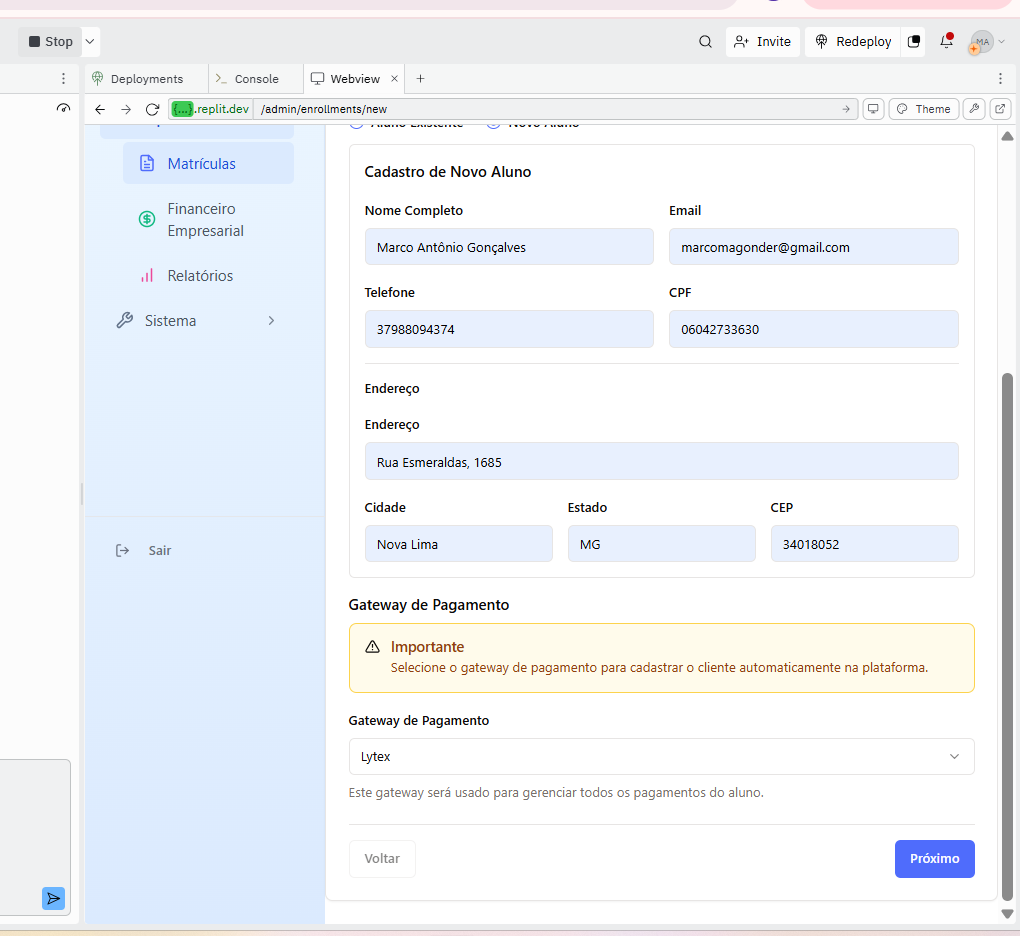 Stop
Invite
Redeploy
MA
Deployments
Console
Webview
{...}.replit.dev
/admin/enrollments/new
Theme
Aluno Existente
Novo Aluno
Matrículas
Financeiro
Empresarial
Relatórios
Sistema
Sair
Cadastro de Novo Aluno
Nome Completo
Email
Marco Antônio Gonçalves
marcomagonder@gmail.com
Telefone
CPF
37988094374
06042733630
Endereço
Endereço
Rua Esmeraldas, 1685
Cidade
Estado
CEP
Nova Lima
MG
34018052
Gateway de Pagamento
Importante
Selecione o gateway de pagamento para cadastrar o cliente automaticamente na plataforma.
Gateway de Pagamento
Lytex
Este gateway será usado para gerenciar todos os pagamentos do aluno.
Voltar
Próximo